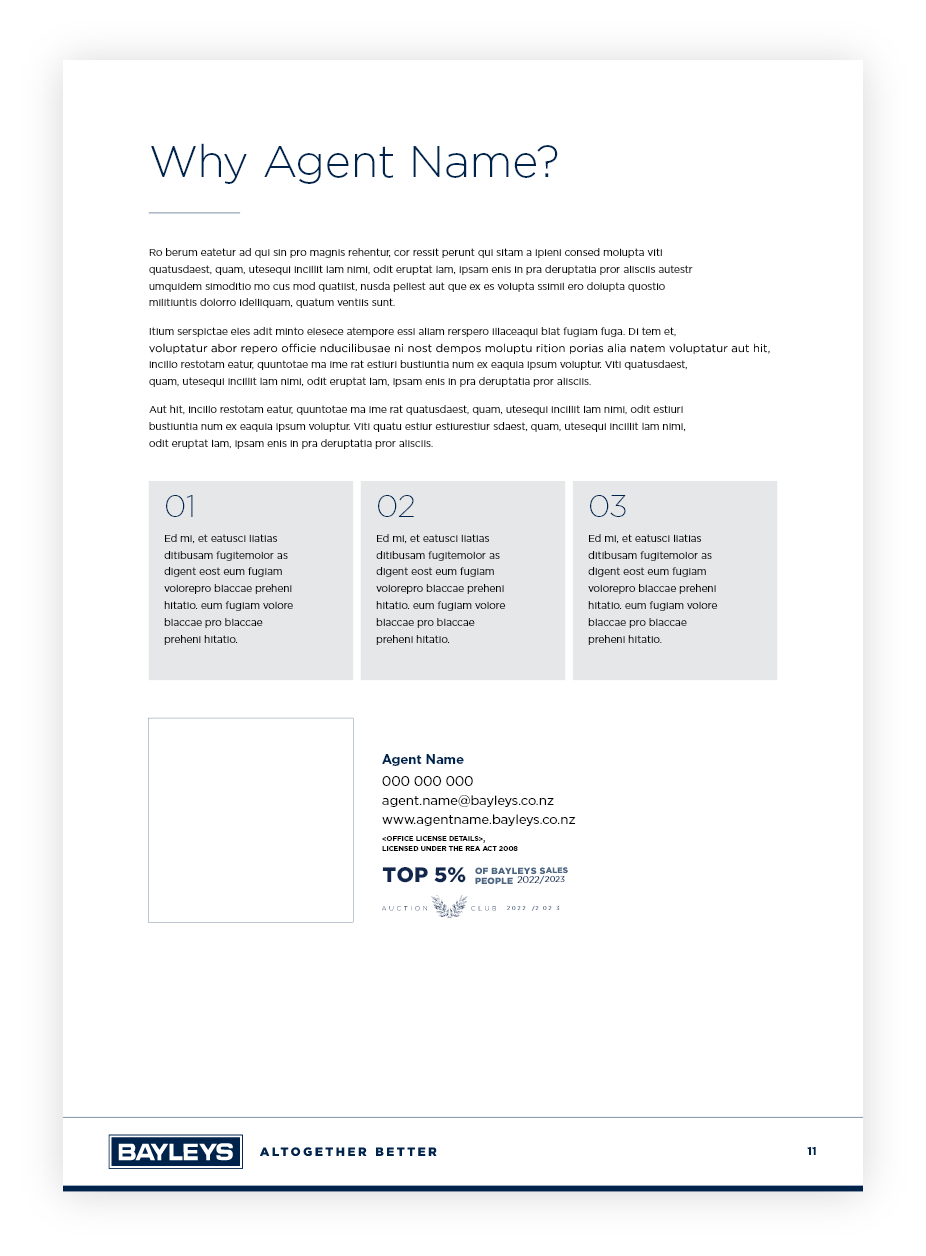 Why Agent Name?
Ro berum eatetur ad qui sin pro magnis rehentur, cor ressit perunt qui sitam a ipieni consed molupta viti
quatusdaest, quam, utesequi incillit lam nimi, odit eruptat lam, ipsam enis in pra deruptatia pror alisciis autestr
umquidem simoditio mo cus mod quatiist, nusda pellest aut que ex es volupta ssimil ero dolupta quostio
militiuntis dolorro idelliquam, quatum ventiis sunt.
Itium serspictae eles adit minto elesece atempore essi aliam rerspero illaceaqui blat fugiam fuga. Di tem et,
voluptatur abor repero officie nducilibusae ni nost dempos moluptu rition porias alia natem voluptatur aut hit,
incillo restotam eatur, quuntotae ma ime rat estiuri bustiuntia num ex eaquia ipsum voluptur. Viti quatusdaest,
quam, utesequi incillit lam nimi, odit eruptat lam, ipsam enis in pra deruptatia pror alisciis.
Aut hit, incillo restotam eatur, quuntotae ma ime rat quatusdaest, quam, utesequi incillit lam nimi, odit estiuri
bustiuntia num ex eaquia ipsum voluptur. Viti quatu estiur estiurestiur sdaest, quam, utesequi incillit lam nimi,
odit eruptat lam, ipsam enis in pra deruptatia pror alisciis.
01
Ed mi, et eatusci liatias
ditibusam fugitemolor as
digent eost eum fugiam
volorepro blaccae preheni
hitatio. eum fugiam volore
blaccae pro blaccae
preheni hitatio.
02
Ed mi, et eatusci liatias
ditibusam fugitemolor as
digent eost eum fugiam
volorepro blaccae preheni
hitatio. eum fugiam volore
blaccae pro blaccae
preheni hitatio.
03
Ed mi, et eatusci liatias
ditibusam fugitemolor as
digent eost eum fugiam
volorepro blaccae preheni
hitatio. eum fugiam volore
blaccae pro blaccae
preheni hitatio.
Agent Name
000 000 000
agent.name@bayleys.co.nz
www.agentname.bayleys.co.nz
<OFFICE LICENSE DETAILS>,
LICENSED UNDER THE REA ACT 2008
TOP 5% OF BAYLEYS SALES
PEOPLE 2022/2023
AUCTION CLUB 2022 /2023
BAYLEYS ALTOGETHER BETTER 11